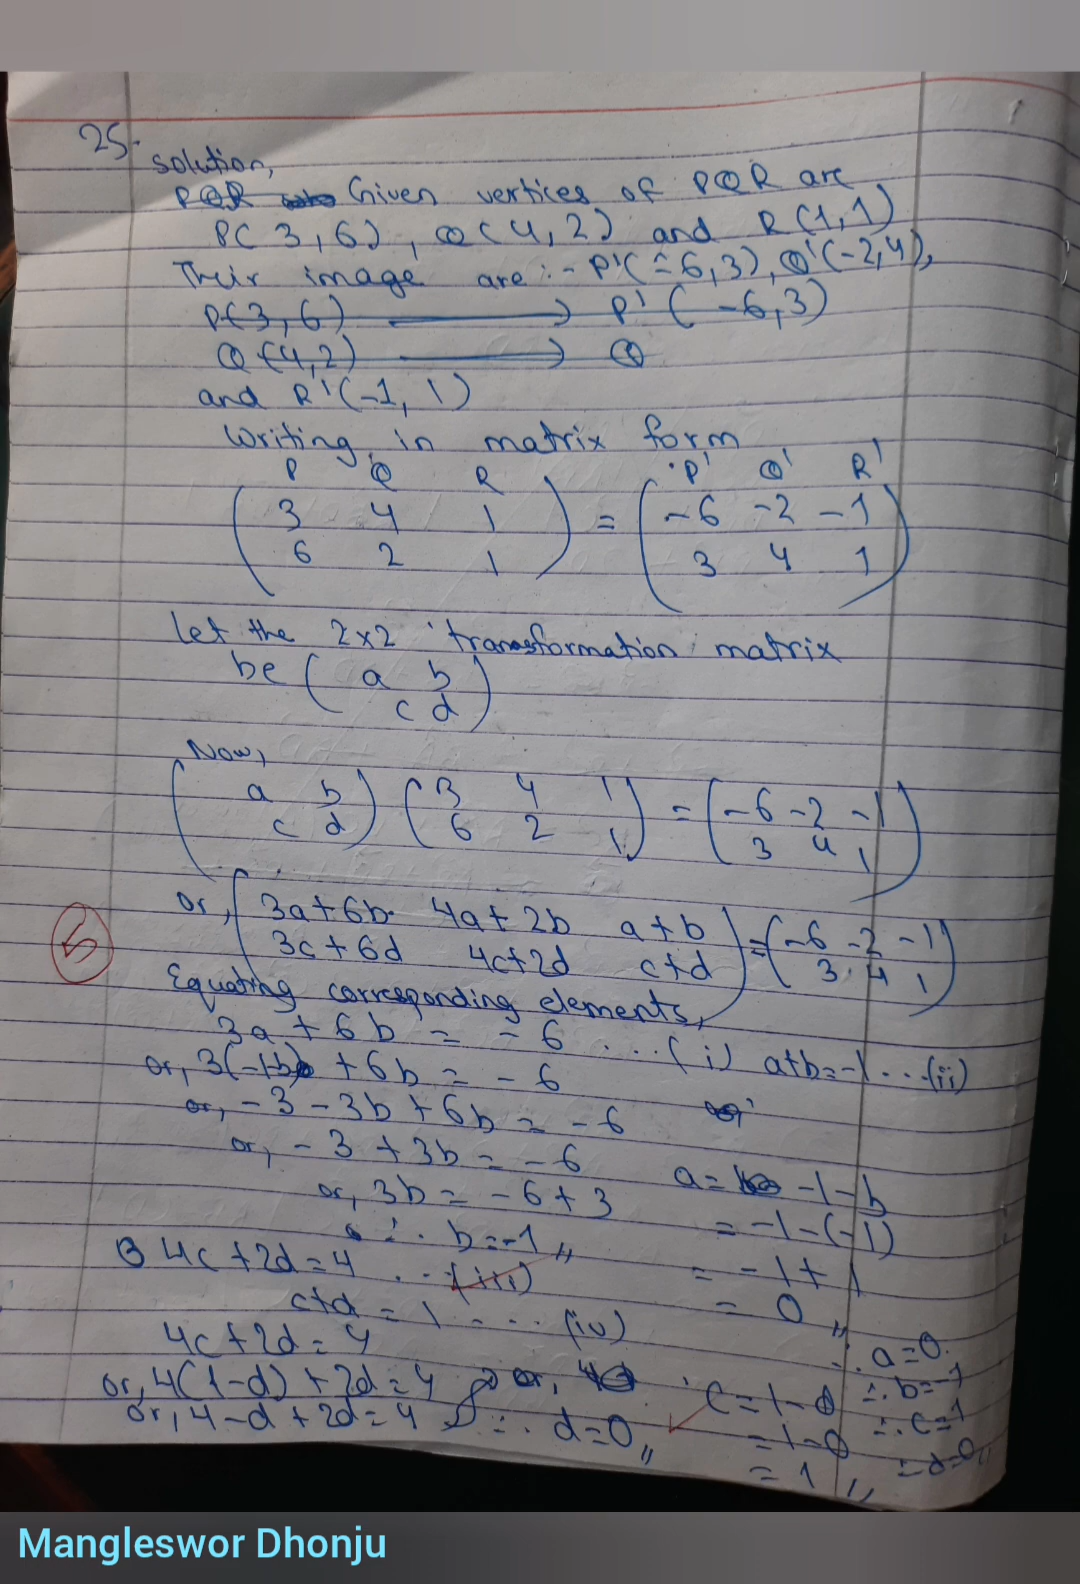 25.
solution,
PQR Given vertices of PQR are
P(3,6), Q(4,2) and R(1,1)
Their image are :- P'(-6,3), Q'(-2,4),
P(3,6) ⟶ P'(-6,3)
Q(4,2) ⟶ Q
and R'(-1, 1)
Writing in matrix form
P Q R P' Q' R'
( 3 4 1 ) = ( -6 -2 -1 )
6 2 1 3 4 1
Let the 2×2 transformation matrix
be ( a b
c d )
Now,
( a b ) ( 3 4 1 ) = ( -6 -2 -1 )
c d 6 2 1 3 4 1
or, ( 3a+6b 4a+2b a+b ) = ( -6 -2 -1 )
5
3c+6d 4c+2d c+d 3 4 1
Equating corresponding elements,
3a + 6b = -6 ...(i) a+b=-1...(ii)
or, 3(-1-b) + 6b = -6
or, -3 - 3b + 6b = -6
or, -3 + 3b = -6 a= -1-b
or, 3b = -6+3 = -1-(-1)
∴ b=-1,, = -1+1
4c+2d=4 ...(iii) = 0,,
c+d = 1 .... (iv)
4c+2d=4 ∴ a=0.
or, 4(1-d) + 2d=4 C=1-d ∴ b=-1
or, 4-d+2d=4 ∴ d=0,, =1-0 ∴ c=1
= 1,, ∴ d=0,,
Mangleswor Dhonju